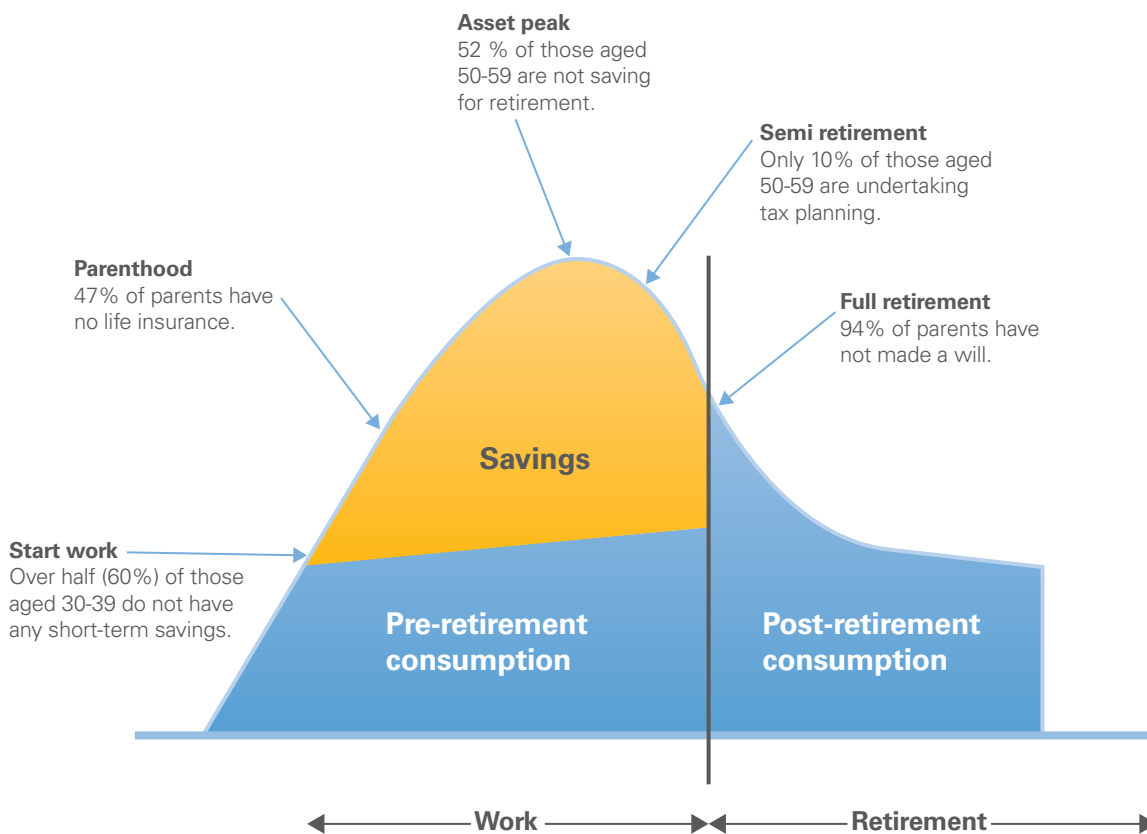 Asset peak
52 % of those aged
50-59 are not saving
for retirement.
Semi retirement
Only 10% of those aged
50-59 are undertaking
tax planning.
Parenthood
47% of parents have
no life insurance.
Full retirement
94% of parents have
not made a will.
Savings
Start work
Over half (60%) of those
aged 30-39 do not have
any short-term savings.
Pre-retirement
consumption
Post-retirement
consumption
Work
Retirement